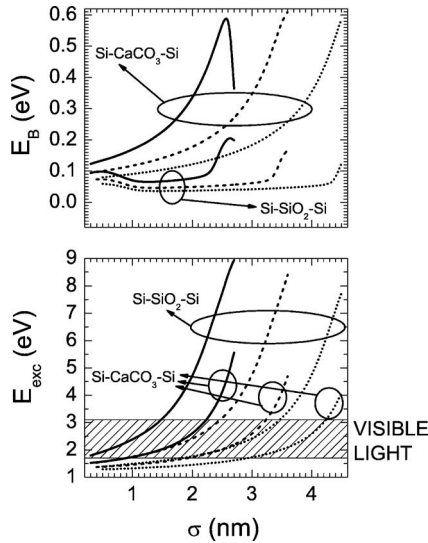 0.6
0.5
0.4
0.3
0.2
0.1
0.0
E_B (eV)
Si-CaCO₃-Si
Si-SiO₂-Si
9
8
7
6
5
4
3
2
1
E_exc (eV)
Si-SiO₂-Si
Si-CaCO₃-Si
VISIBLE
LIGHT
1 2 3 4
σ (nm)